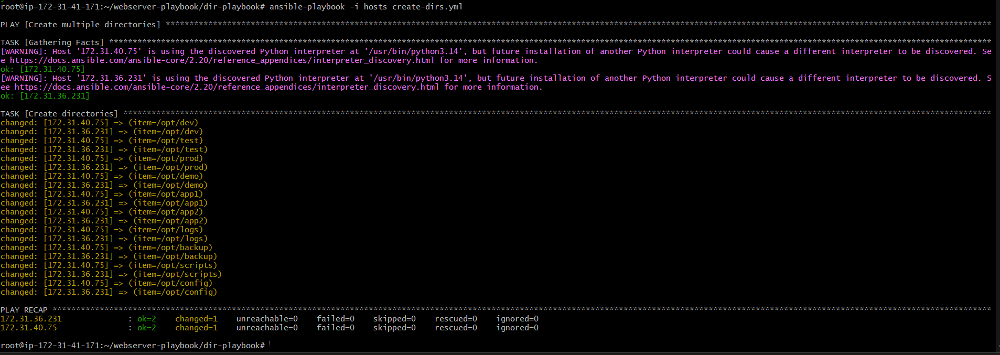 root@ip-172-31-41-171:~/webserver-playbook/dir-playbook# ansible-playbook -i hosts create-dirs.yml
PLAY [Create multiple directories] *******************************************************************************************************************************************************************************
TASK [Gathering Facts] *******************************************************************************************************************************************************************************************
[WARNING]: Host '172.31.40.75' is using the discovered Python interpreter at '/usr/bin/python3.14', but future installation of another Python interpreter could cause a different interpreter to be discovered. Se
e https://docs.ansible.com/ansible-core/2.20/reference_appendices/interpreter_discovery.html for more information.
ok: [172.31.40.75]
[WARNING]: Host '172.31.36.231' is using the discovered Python interpreter at '/usr/bin/python3.14', but future installation of another Python interpreter could cause a different interpreter to be discovered. S
ee https://docs.ansible.com/ansible-core/2.20/reference_appendices/interpreter_discovery.html for more information.
ok: [172.31.36.231]
TASK [Create directories] ****************************************************************************************************************************************************************************************
changed: [172.31.40.75] => (item=/opt/dev)
changed: [172.31.36.231] => (item=/opt/dev)
changed: [172.31.40.75] => (item=/opt/test)
changed: [172.31.36.231] => (item=/opt/test)
changed: [172.31.40.75] => (item=/opt/prod)
changed: [172.31.36.231] => (item=/opt/prod)
changed: [172.31.40.75] => (item=/opt/demo)
changed: [172.31.36.231] => (item=/opt/demo)
changed: [172.31.40.75] => (item=/opt/app1)
changed: [172.31.36.231] => (item=/opt/app1)
changed: [172.31.40.75] => (item=/opt/app2)
changed: [172.31.36.231] => (item=/opt/app2)
changed: [172.31.40.75] => (item=/opt/logs)
changed: [172.31.36.231] => (item=/opt/logs)
changed: [172.31.40.75] => (item=/opt/backup)
changed: [172.31.36.231] => (item=/opt/backup)
changed: [172.31.40.75] => (item=/opt/scripts)
changed: [172.31.36.231] => (item=/opt/scripts)
changed: [172.31.40.75] => (item=/opt/config)
changed: [172.31.36.231] => (item=/opt/config)
PLAY RECAP *******************************************************************************************************************************************************************************************************
172.31.36.231              : ok=2    changed=1    unreachable=0    failed=0    skipped=0    rescued=0    ignored=0
172.31.40.75               : ok=2    changed=1    unreachable=0    failed=0    skipped=0    rescued=0    ignored=0
root@ip-172-31-41-171:~/webserver-playbook/dir-playbook#